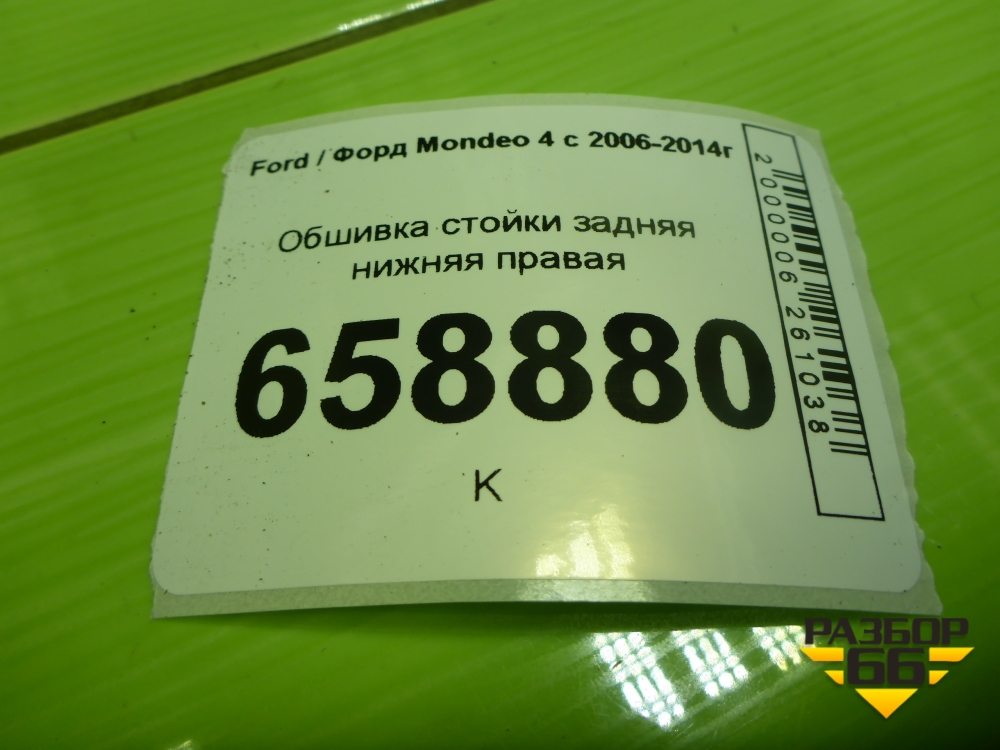 Ford / Форд Mondeo 4 с 2006-2014г
Обшивка стойки задняя
нижняя правая
658880
К
2000006261038
РАЗБОР
66